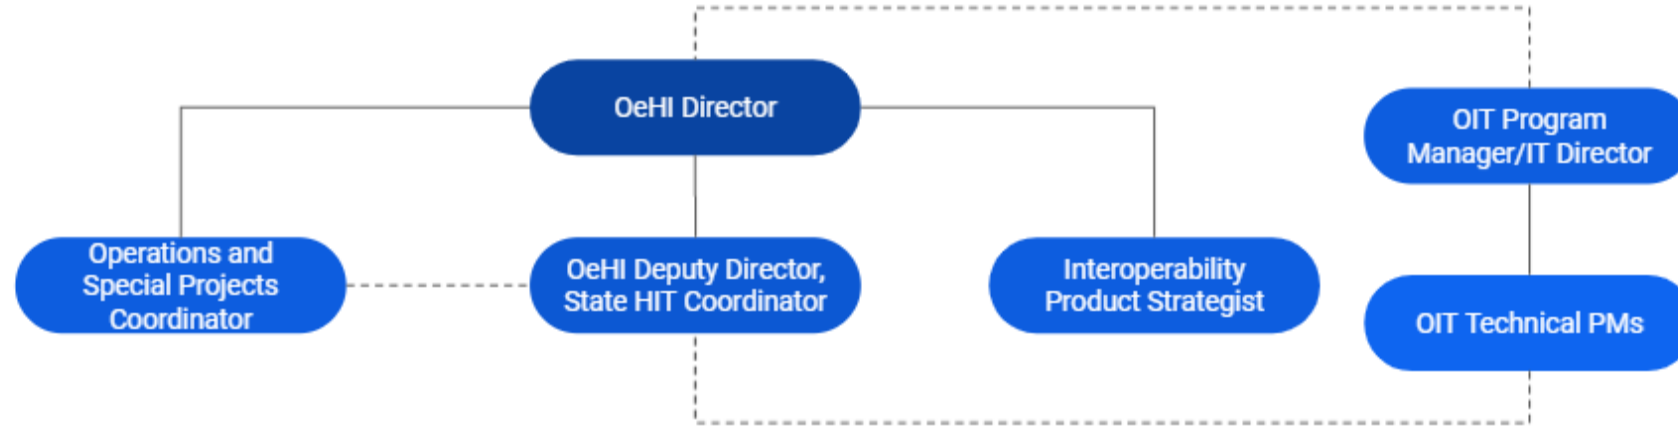 OeHI Director
OIT Program
Manager/IT Director
Operations and
Special Projects
Coordinator
OeHI Deputy Director,
State HIT Coordinator
Interoperability
Product Strategist
OIT Technical PMs